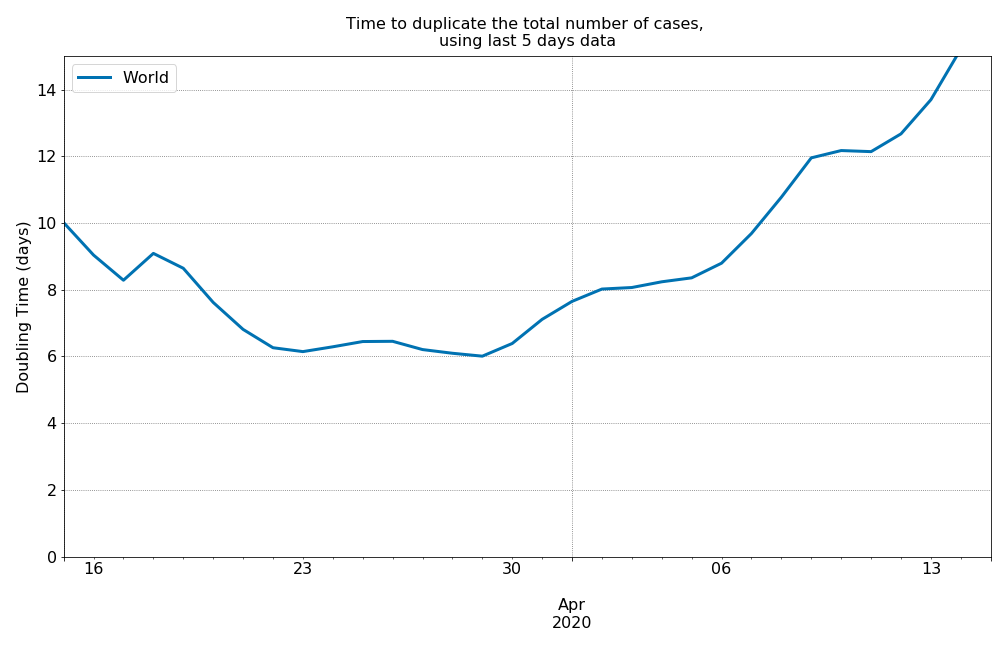 Time to duplicate the total number of cases,
using last 5 days data
World
Doubling Time (days)
14
12
10
8
6
4
2
0
16
23
30
06
13
Apr
2020